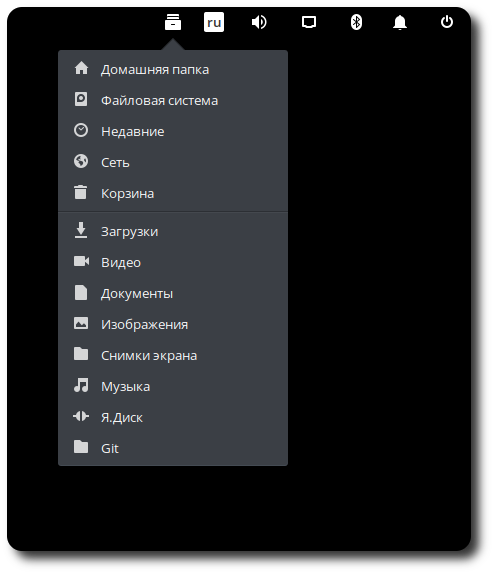 ru
Домашняя папка
Файловая система
Недавние
Сеть
Корзина
Загрузки
Видео
Документы
Изображения
Снимки экрана
Музыка
Я.Диск
Git